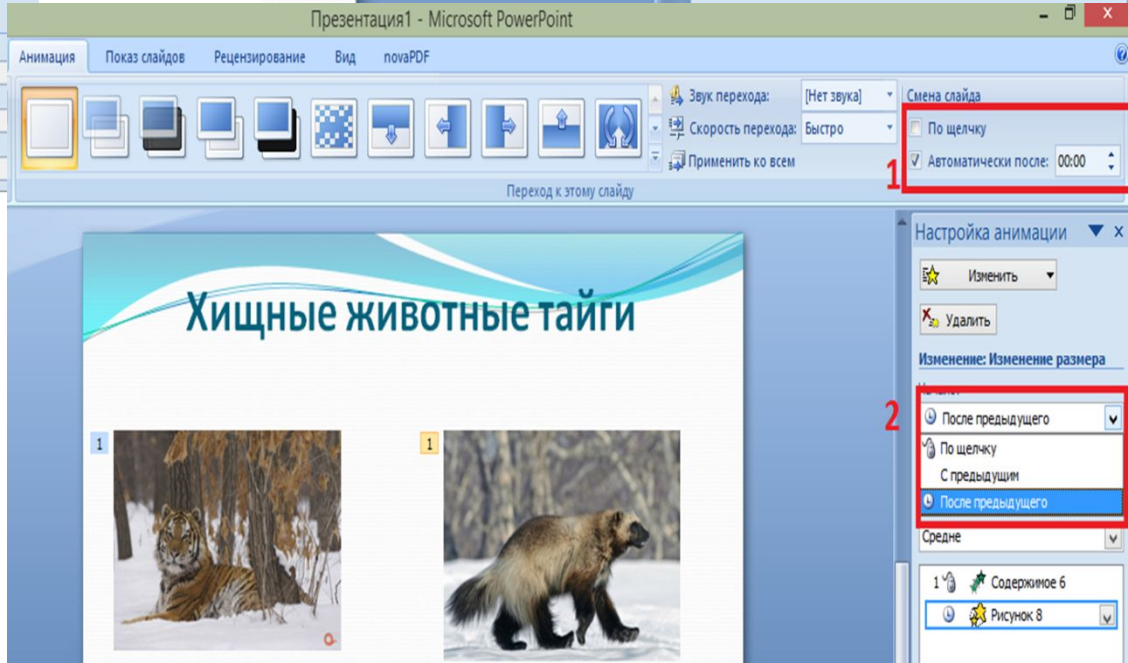 Презентация1 - Microsoft PowerPoint
Анимация Показ слайдов Рецензирование Вид novaPDF
Звук перехода: [Нет звука]
Скорость перехода: Быстро
Применить ко всем
Переход к этому слайду
Смена слайда
По щелчку
Автоматически после: 00:00
1
Настройка анимации
Изменить
Удалить
Изменение: Изменение размера
2
После предыдущего
По щелчку
С предыдущим
После предыдущего
Средне
1 Содержимое 6
Рисунок 8
Хищные животные тайги
1 1